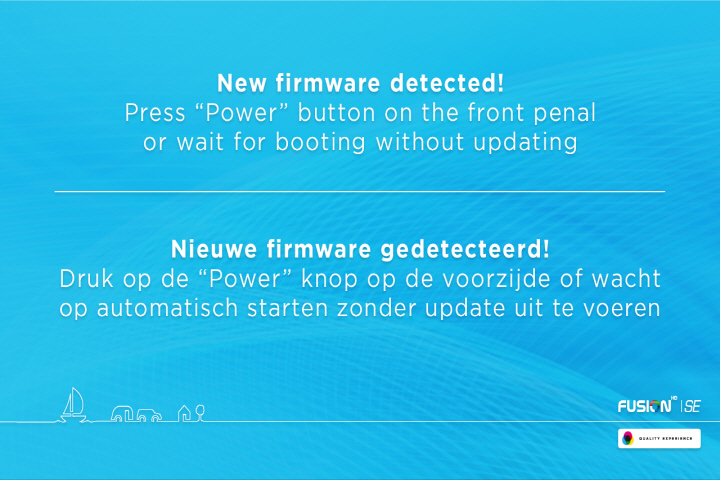 New firmware detected!
Press “Power” button on the front penal
or wait for booting without updating
Nieuwe firmware gedetecteerd!
Druk op de “Power” knop op de voorzijde of wacht
op automatisch starten zonder update uit te voeren
FUSION HD | SE
QUALITY EXPERIENCE